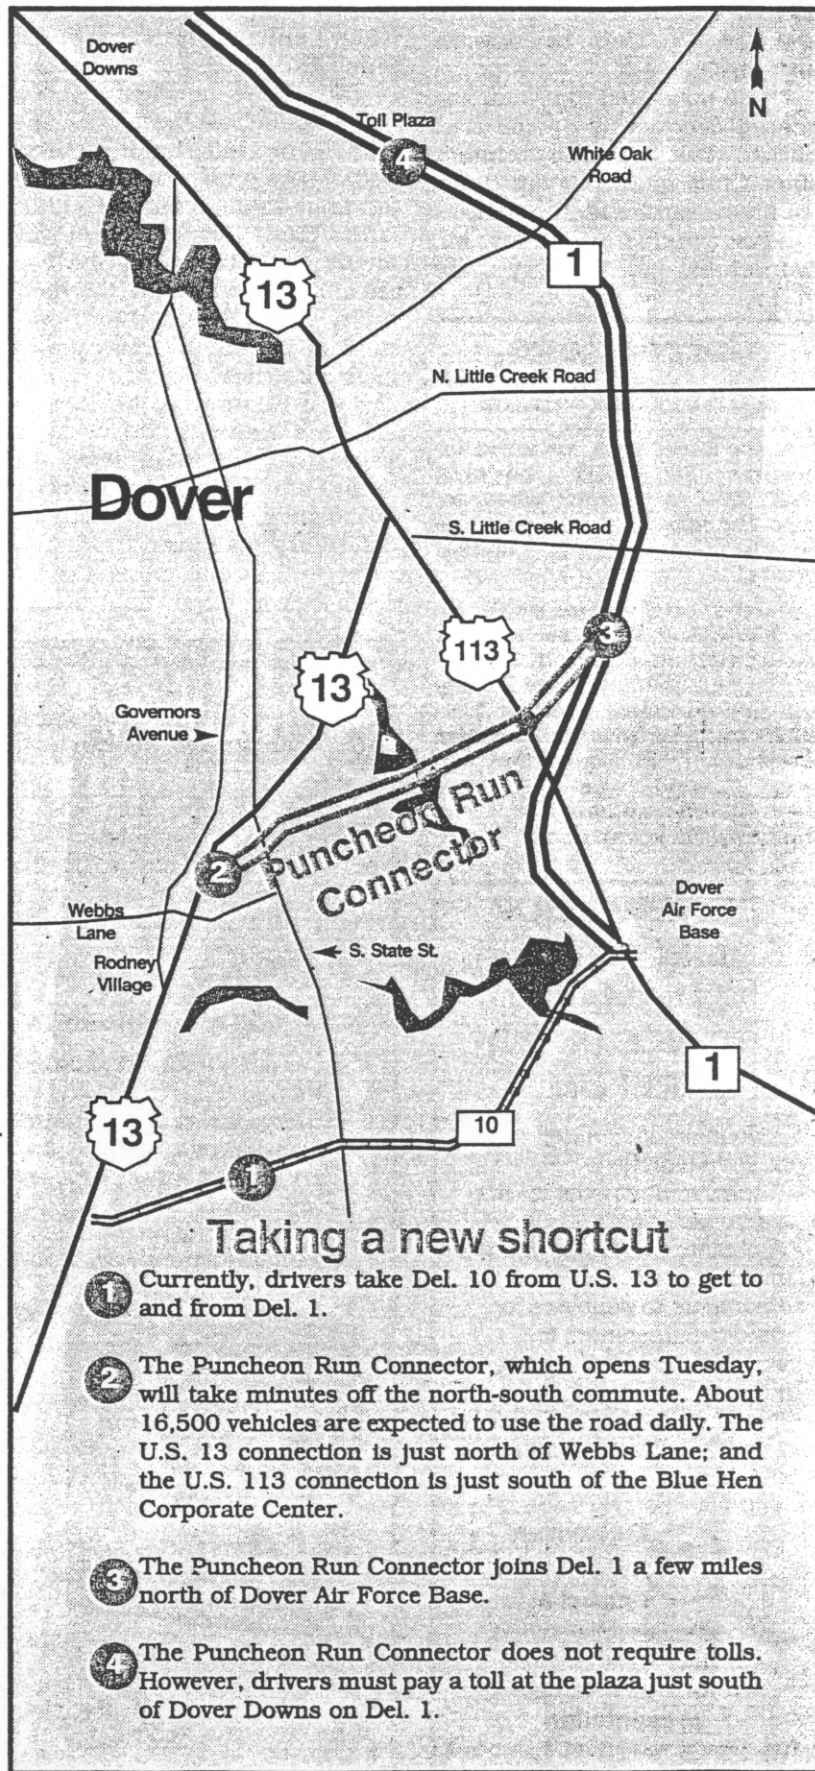 Dover
Downs
N
Toll Plaza
4
White Oak
Road
1
13
N. Little Creek Road
Dover
S. Little Creek Road
3
113
13
Governors
Avenue
Puncheon Run
Connector
2
Dover
Air Force
Base
Webbs
Lane
S. State St.
Rodney
Village
1
13
10
1
Taking a new shortcut
1 Currently, drivers take Del. 10 from U.S. 13 to get to
and from Del. 1.
2 The Puncheon Run Connector, which opens Tuesday,
will take minutes off the north-south commute. About
16,500 vehicles are expected to use the road daily. The
U.S. 13 connection is just north of Webbs Lane; and
the U.S. 113 connection is just south of the Blue Hen
Corporate Center.
3 The Puncheon Run Connector joins Del. 1 a few miles
north of Dover Air Force Base.
4 The Puncheon Run Connector does not require tolls.
However, drivers must pay a toll at the plaza just south
of Dover Downs on Del. 1.